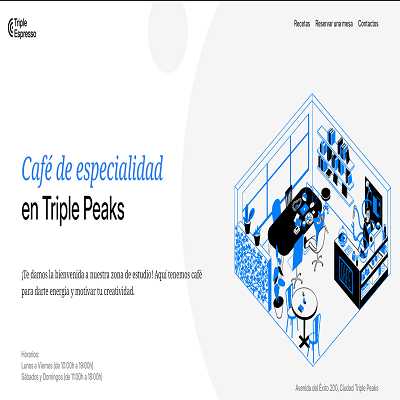 Triple
Espresso
Recetas Reservar una mesa Contactos
Café de especialidad
en Triple Peaks
¡Te damos la bienvenida a nuestra zona de estudio! Aquí tenemos café
para darte energía y motivar tu creatividad.
Horarios:
Lunes a Viernes (de 10:00h a 19:00h)
Sábados y Domingos (de 11:00h a 18:00h)
Avenida del Éxito 200, Ciudad Triple Peaks